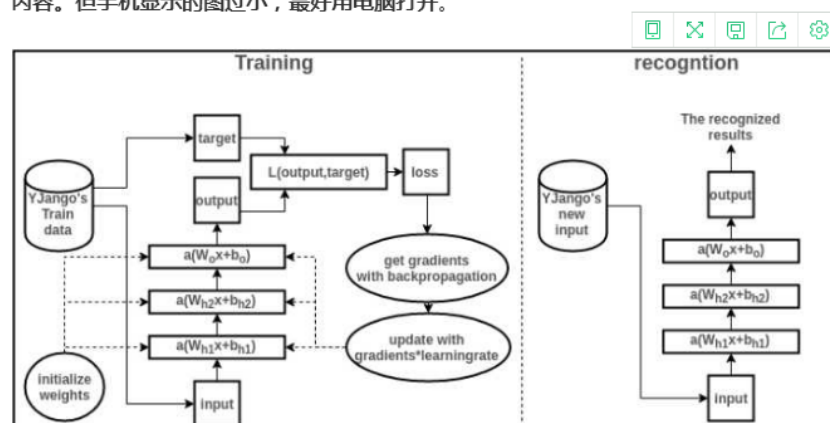 内容。但手机显示的图过小，最好用电脑打开。
Training
recogntion
target
L(output,target)
loss
output
YJango's
Train
data
a(Wₒx+bₒ)
a(Wh2x+bh2)
a(Wh1x+bh1)
get gradients
with backpropagation
update with
gradients*learningrate
initialize
weights
input
The recognized
results
output
YJango's
new
input
a(Wₒx+bₒ)
a(Wh2x+bh2)
a(Wh1x+bh1)
input